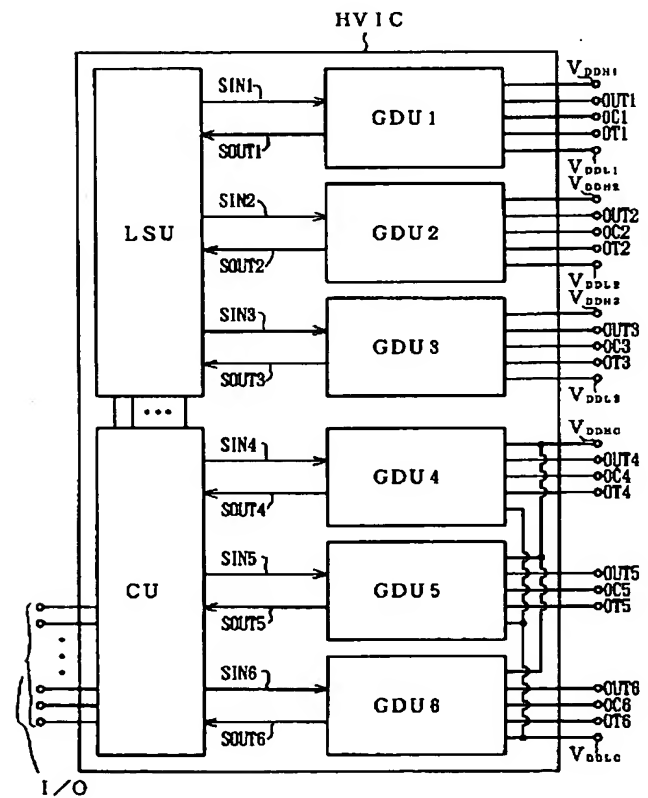 HVIC
LSU
SIN1
SOUT1
GDU1
VDDH1
OUT1
OC1
OT1
VDDL1
SIN2
SOUT2
GDU2
VDDH2
OUT2
OC2
OT2
VDDL2
SIN3
SOUT3
GDU3
VDDH3
OUT3
OC3
OT3
VDDL3
CU
SIN4
SOUT4
GDU4
VDDHC
OUT4
OC4
OT4
SIN5
SOUT5
GDU5
OUT5
OC5
OT5
SIN6
SOUT6
GDU6
OUT6
OC6
OT6
VDDLC
I/O